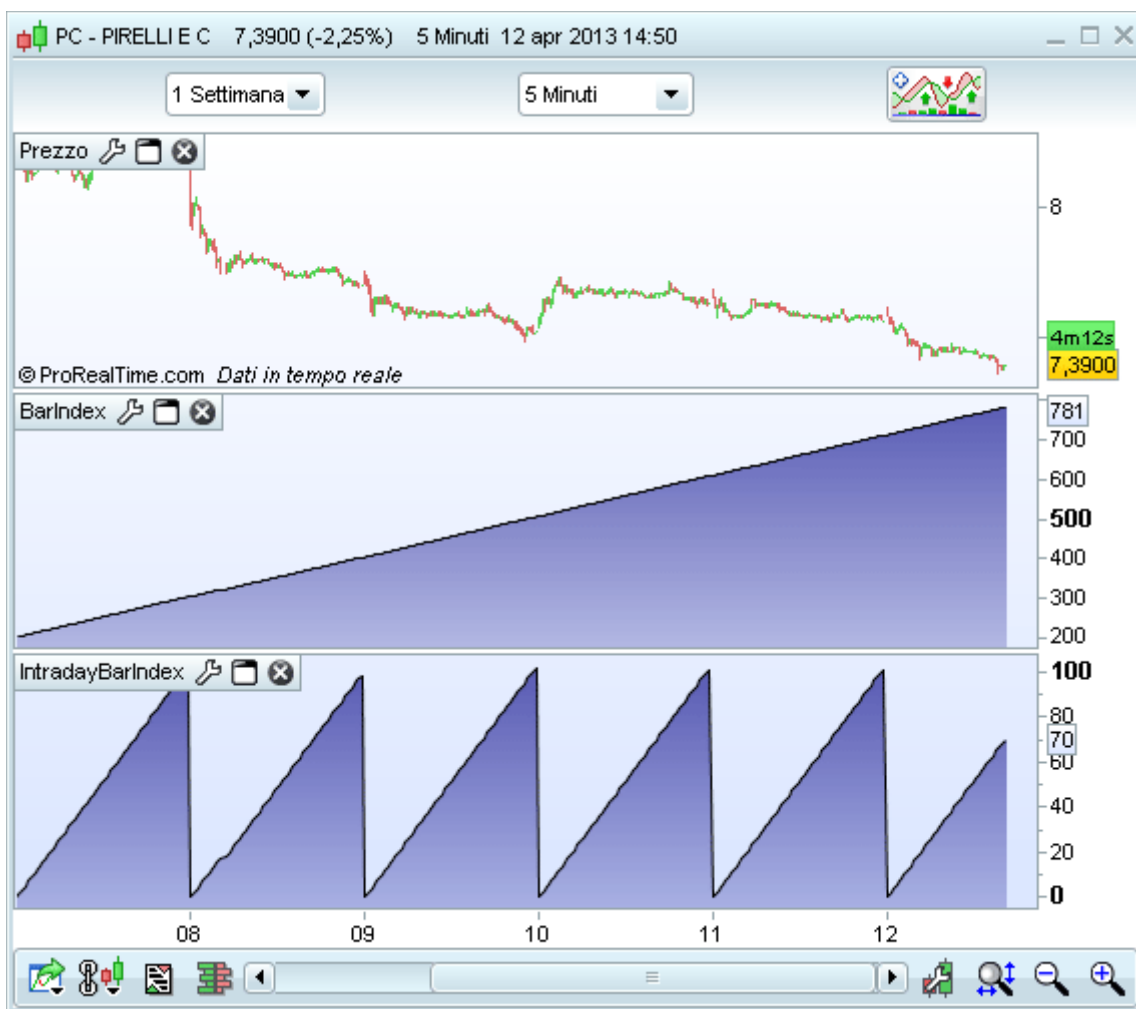 PC - PIRELLI E C 7,3900 (-2,25%) 5 Minuti 12 apr 2013 14:50
1 Settimana 5 Minuti
Prezzo
8
4m12s
7,3900
© ProRealTime.com Dati in tempo reale
BarIndex
781
700
600
500
400
300
200
IntradayBarIndex
100
80
70
60
40
20
0
08 09 10 11 12